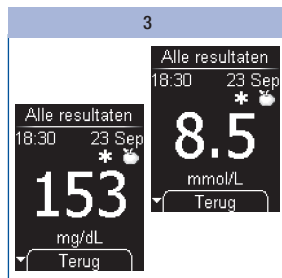 3
Alle resultaten
18:30 23 Sep
153
mg/dL
Terug
Alle resultaten
18:30 23 Sep
8.5
mmol/L
Terug